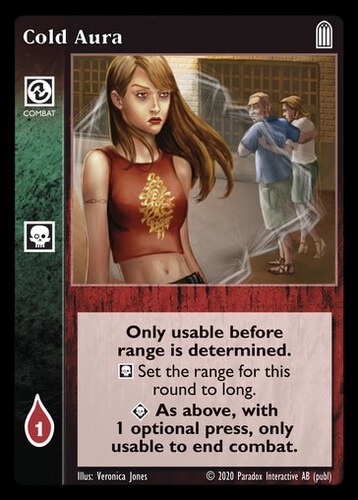 Cold Aura
COMBAT
Only usable before
range is determined.
Set the range for this
round to long.
As above, with
1 optional press, only
usable to end combat.
1
Illus: Veronica Jones © 2020 Paradox Interactive AB (publ)